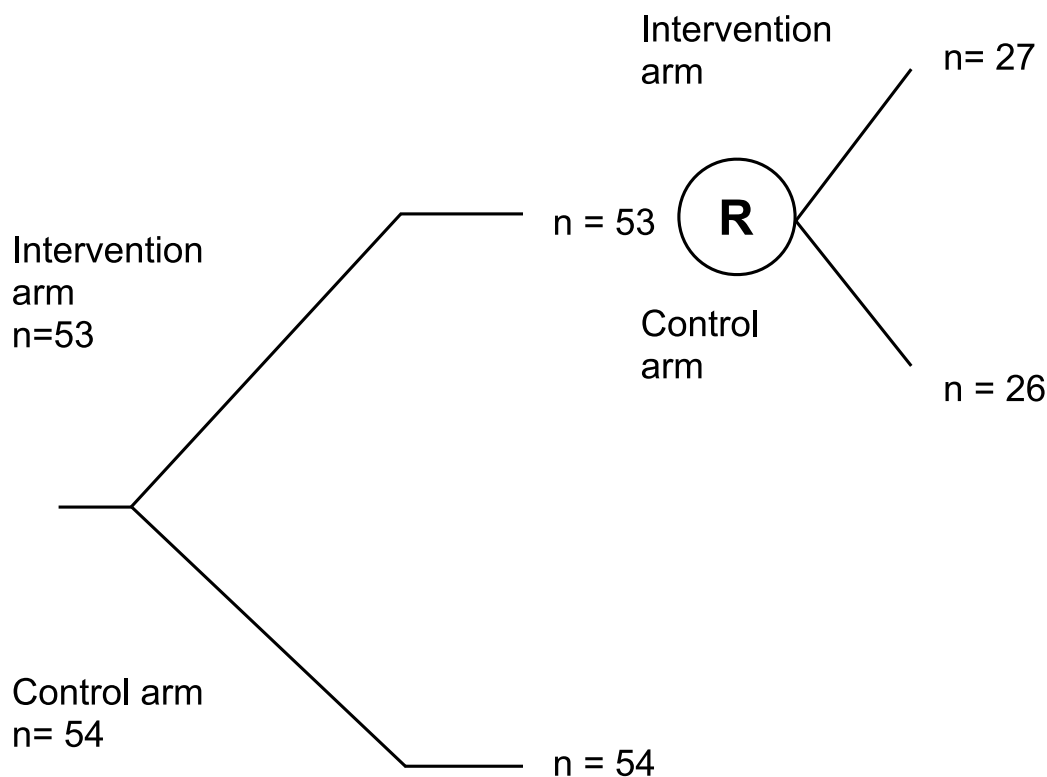 Intervention
arm
n=53
Control arm
n= 54
n = 53
n = 54
R
Intervention
arm
n= 27
Control
arm
n = 26